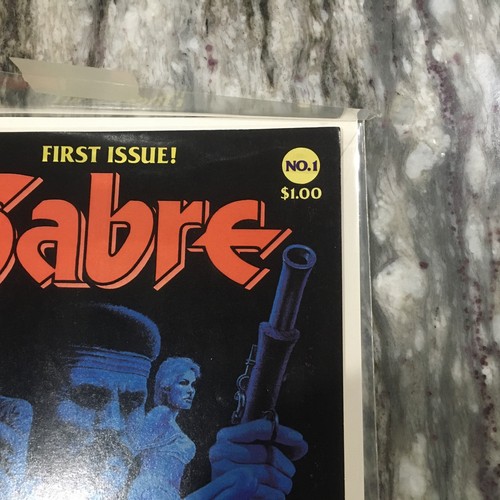 FIRST ISSUE!
NO.1
$1.00
Sabre